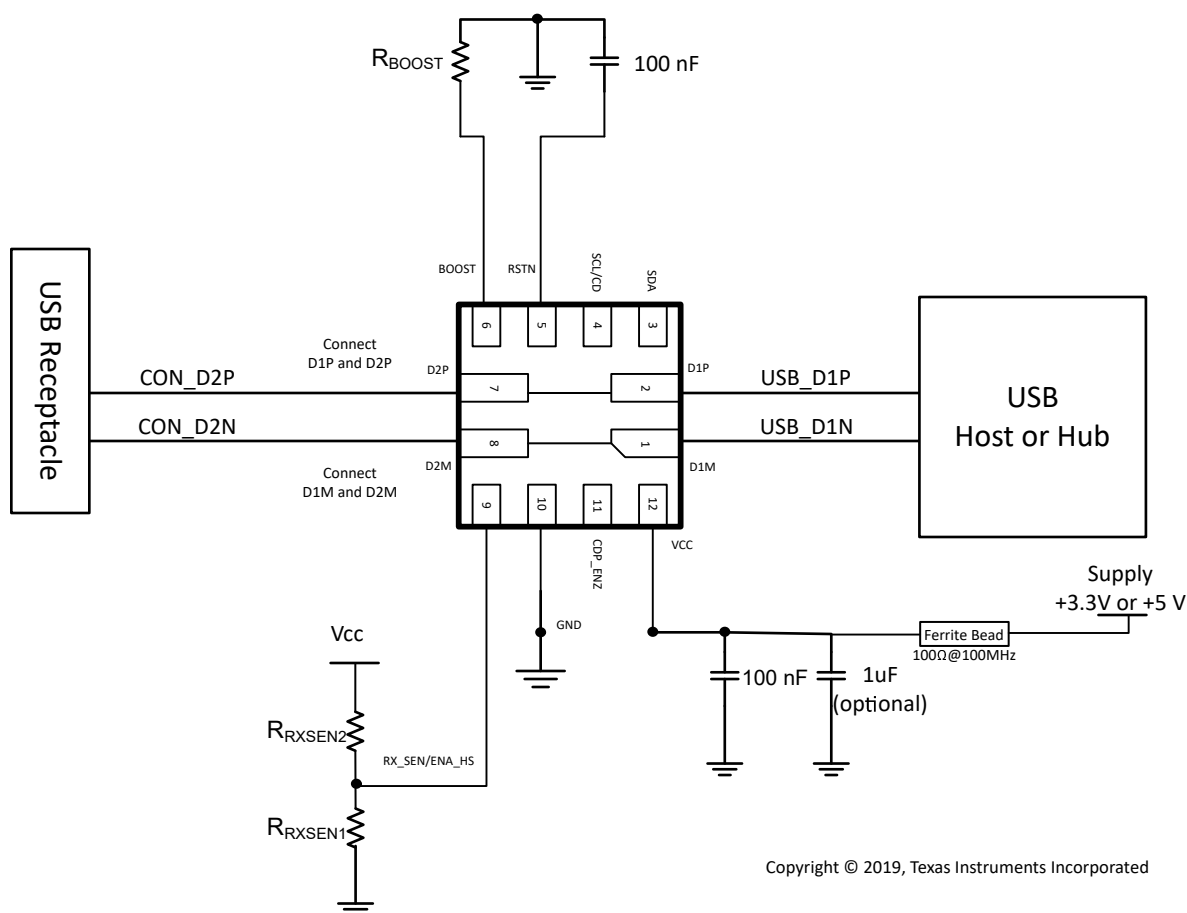 R_BOOST
100 nF
BOOST
RSTN
SCL/CD
SDA
6
5
4
3
USB Receptacle
Connect
D1P and D2P
D2P
D1P
CON_D2P
7
2
USB_D1P
USB
Host or Hub
CON_D2N
8
1
USB_D1N
D2M
D1M
Connect
D1M and D2M
9
10
11
12
CDP_ENZ
VCC
Supply
+3.3V or +5 V
GND
Ferrite Bead
100Ω@100MHz
Vcc
100 nF
1uF
(optional)
R_RXSEN2
RX_SEN/ENA_HS
R_RXSEN1
Copyright © 2019, Texas Instruments Incorporated